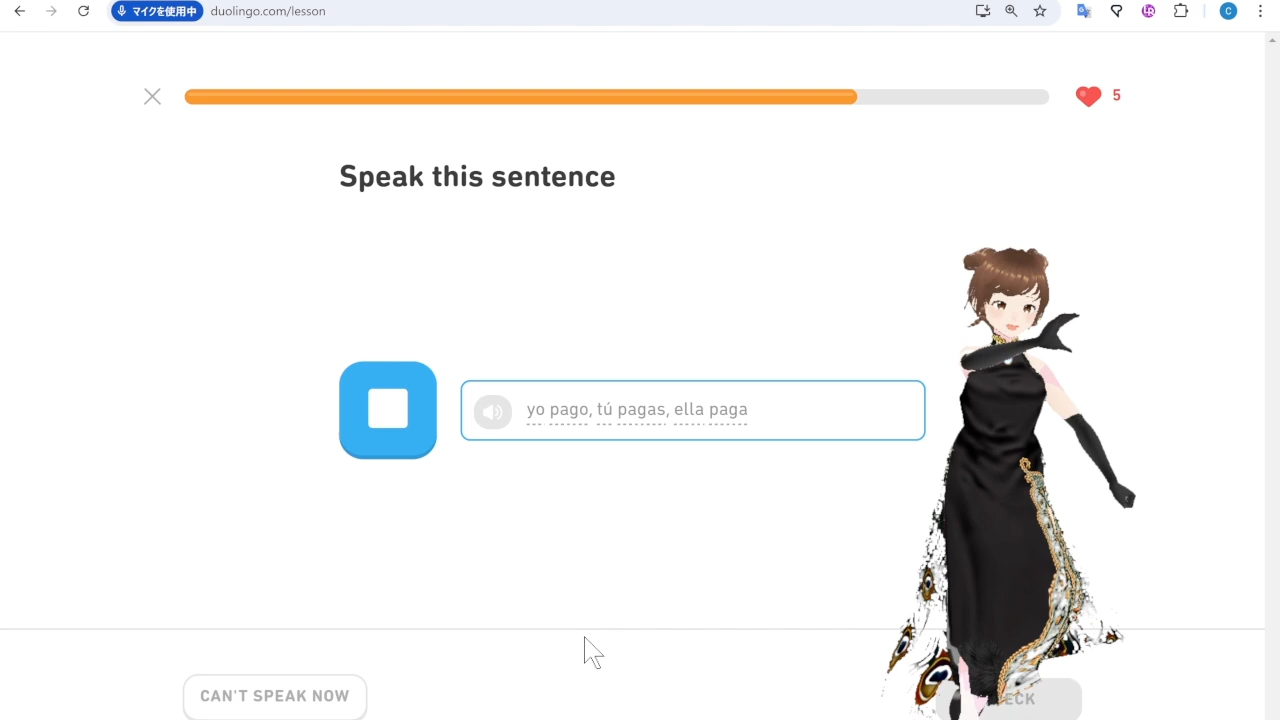 マイクを使用中 duolingo.com/lesson
C
5
Speak this sentence
yo pago, tú pagas, ella paga
CAN'T SPEAK NOW
ECK